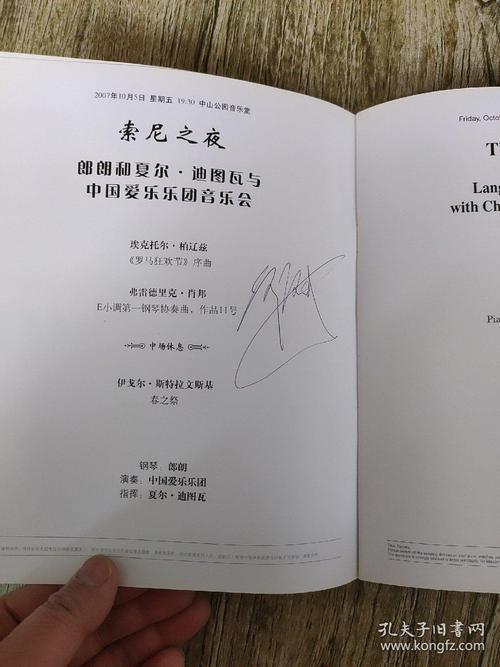 2007年10月5日 星期五 19:30 中山公园音乐堂
索尼之夜
郎朗和夏尔·迪图瓦与
中国爱乐乐团音乐会
埃克托尔·柏辽兹
《罗马狂欢节》序曲
弗雷德里克·肖邦
E小调第一钢琴协奏曲,作品11号
中场休息
伊戈尔·斯特拉文斯基
春之祭
钢琴:郎朗
演奏:中国爱乐乐团
指挥:夏尔·迪图瓦
Friday, Octo
T
Lang
with Ch
Pia
孔夫子旧书网
www.kongfz.com